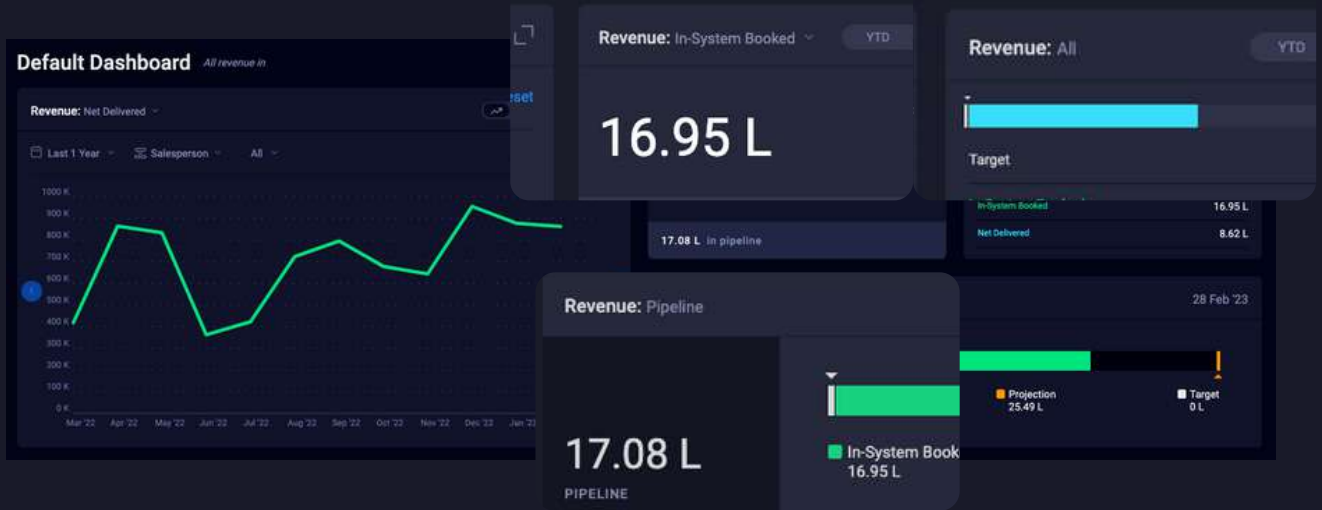 Default Dashboard All revenue in
Revenue: Net Delivered
Last 1 Year Salesperson All
1000 K
900 K
800 K
700 K
600 K
500 K
400 K
300 K
200 K
100 K
0 K
Mar '22 Apr '22 May '22 Jun '22 Jul '22 Aug '22 Sep '22 Oct '22 Nov '22 Dec '22 Jan '23
eset
Revenue: In-System Booked YTD
16.95 L
17.08 L in pipeline
Revenue: All YTD
Target
In-System Booked 16.95 L
Net Delivered 8.62 L
Revenue: Pipeline
17.08 L
PIPELINE
In-System Book
16.95 L
28 Feb '23
Projection Target
25.49 L 0 L